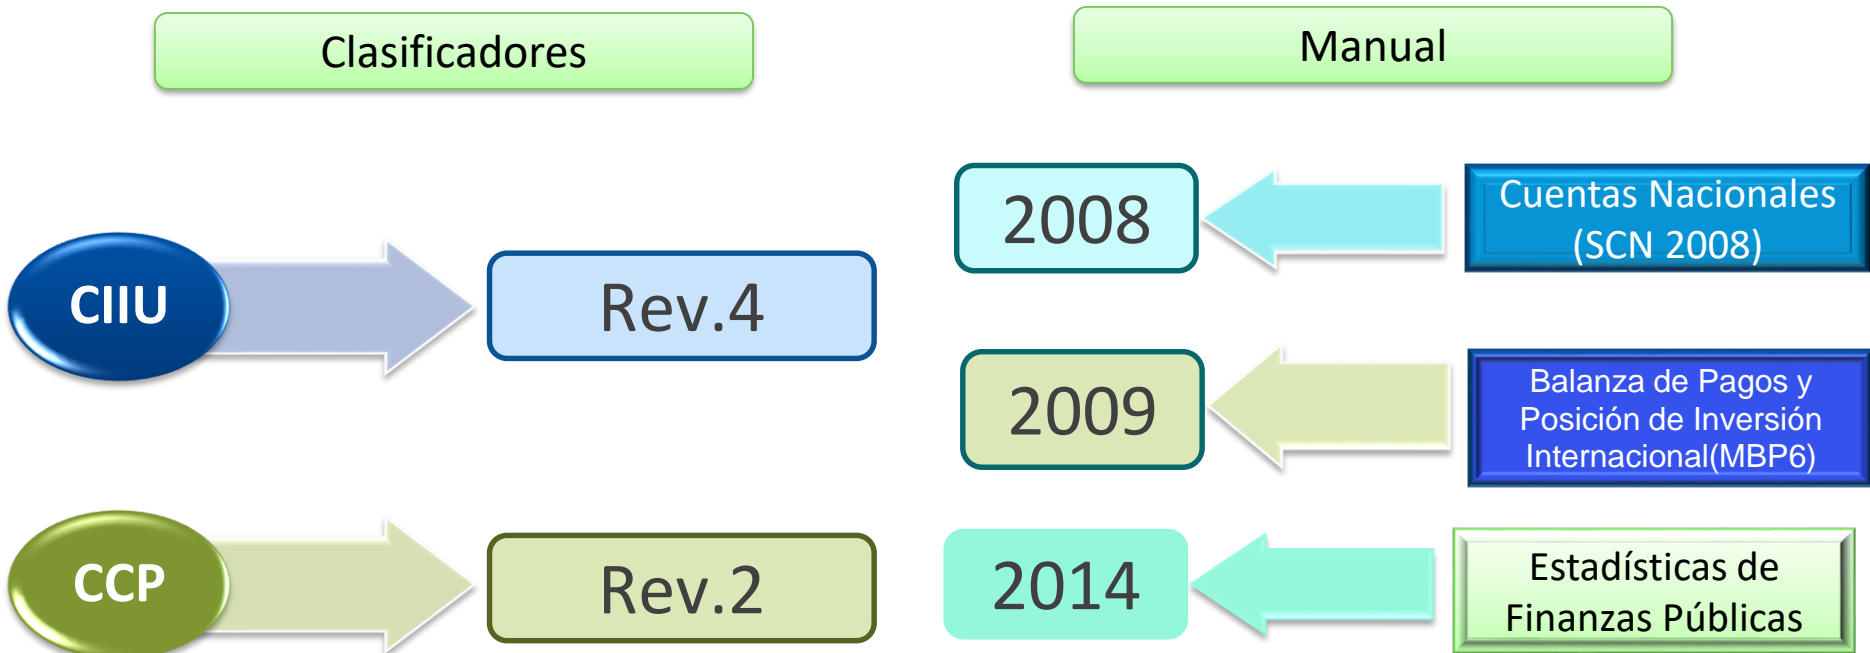 Clasificadores
CIIU
Rev.4
CCP
Rev.2
Manual
2008
Cuentas Nacionales
(SCN 2008)
2009
Balanza de Pagos y
Posición de Inversión
Internacional(MBP6)
2014
Estadísticas de
Finanzas Públicas